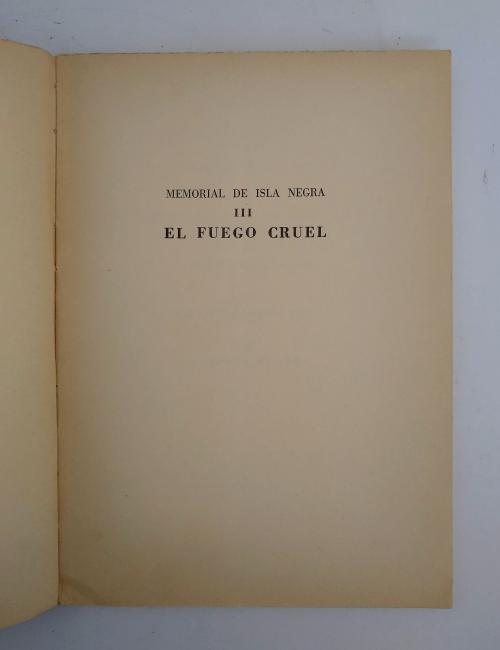 MEMORIAL DE ISLA NEGRA
III
EL FUEGO CRUEL